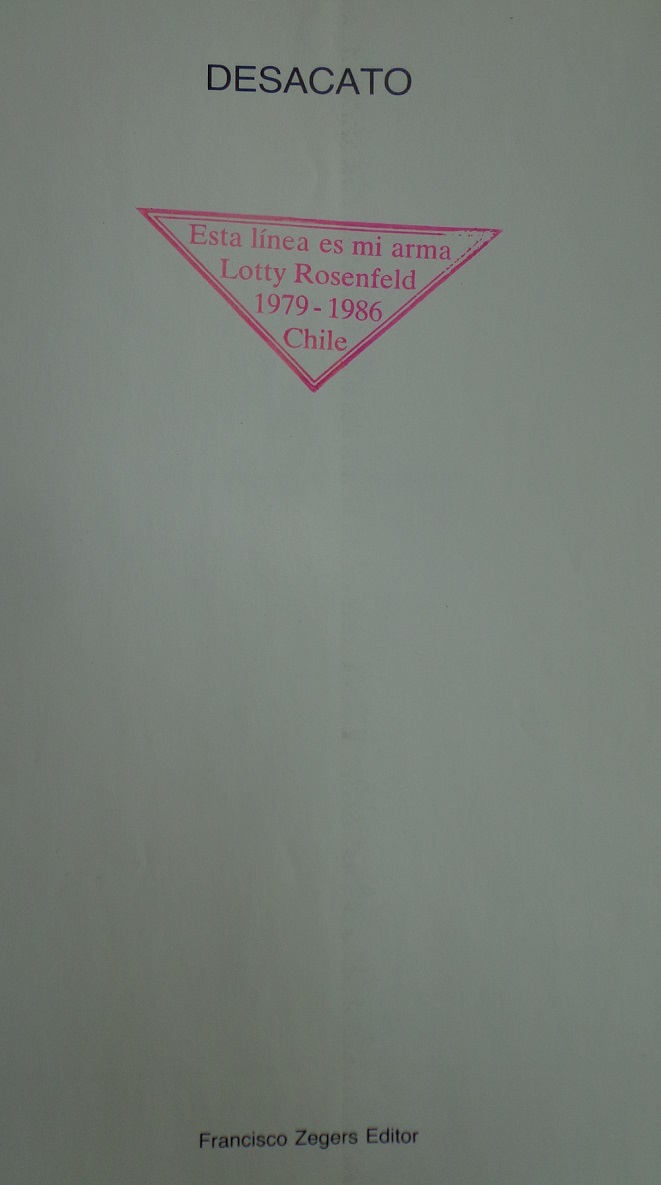 DESACATO
Esta línea es mi arma
Lotty Rosenfeld
1979 - 1986
Chile
Francisco Zegers Editor